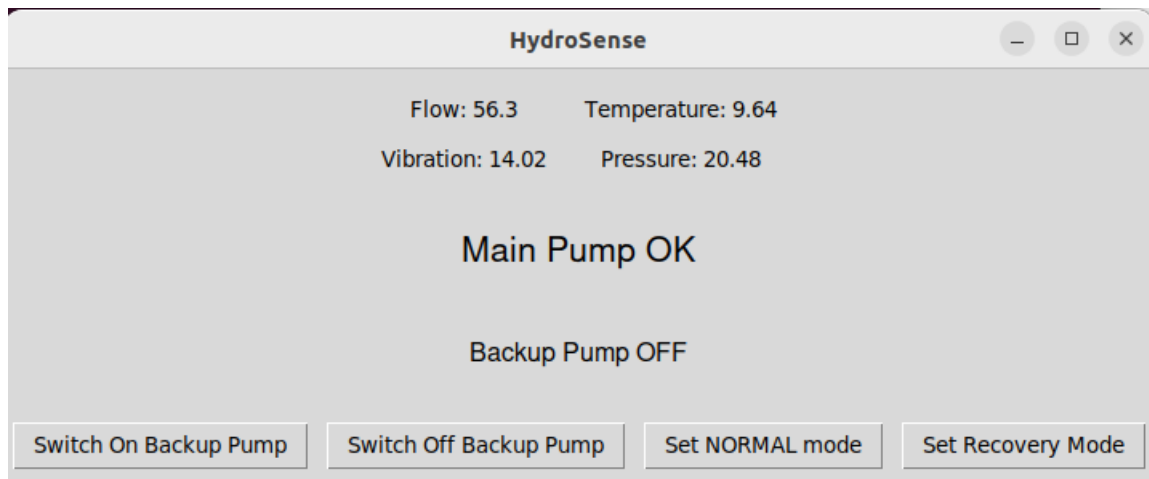 HydroSense
Flow: 56.3 Temperature: 9.64
Vibration: 14.02 Pressure: 20.48
Main Pump OK
Backup Pump OFF
Switch On Backup Pump Switch Off Backup Pump Set NORMAL mode Set Recovery Mode